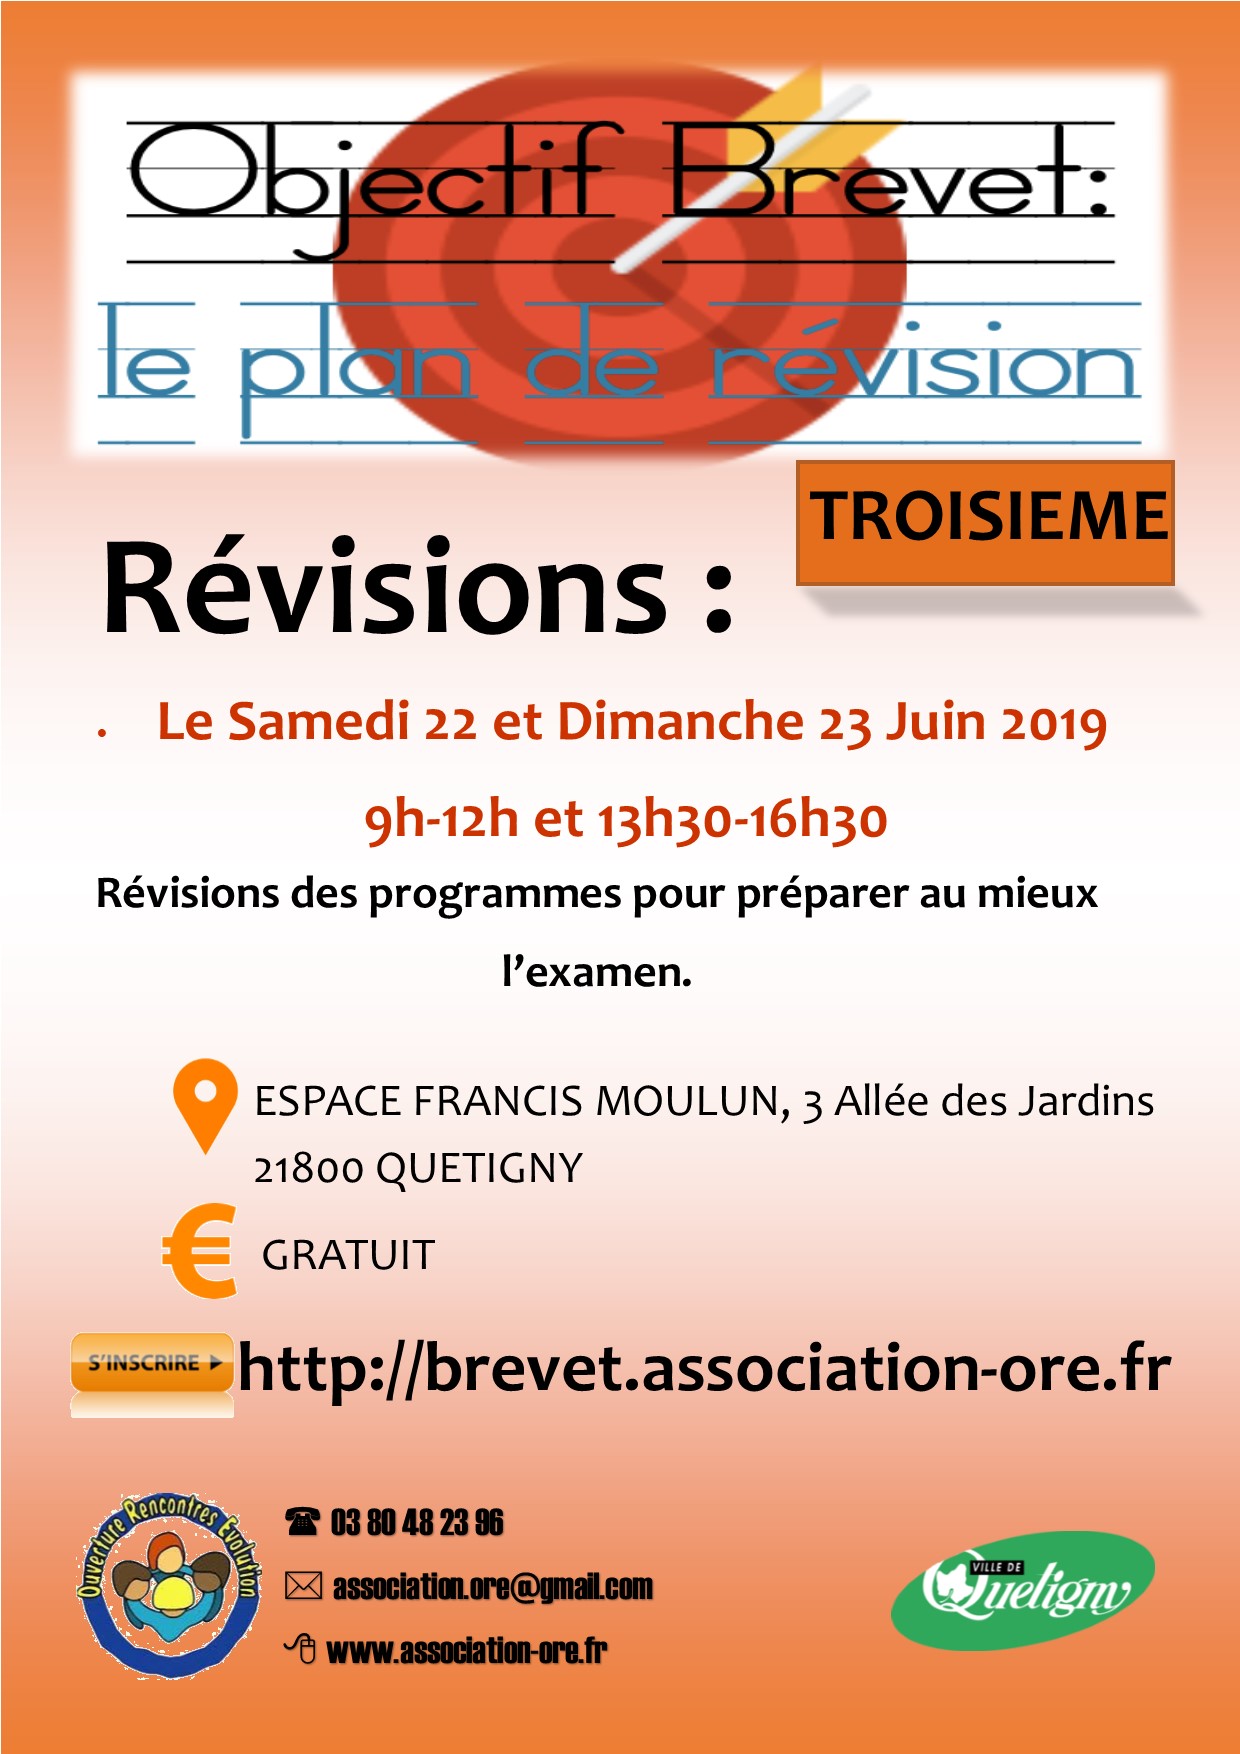 Objectif Brevet:
le plan de révision
TROISIEME
Révisions :
. Le Samedi 22 et Dimanche 23 Juin 2019
9h-12h et 13h30-16h30
Révisions des programmes pour préparer au mieux
l’examen.
ESPACE FRANCIS MOULUN, 3 Allée des Jardins
21800 QUETIGNY
€ GRATUIT
S'INSCRIRE http://brevet.association-ore.fr
Ouverture Rencontres Evolution
03 80 48 23 96
association.ore@gmail.com
www.association-ore.fr
VILLE DE
Quetigny